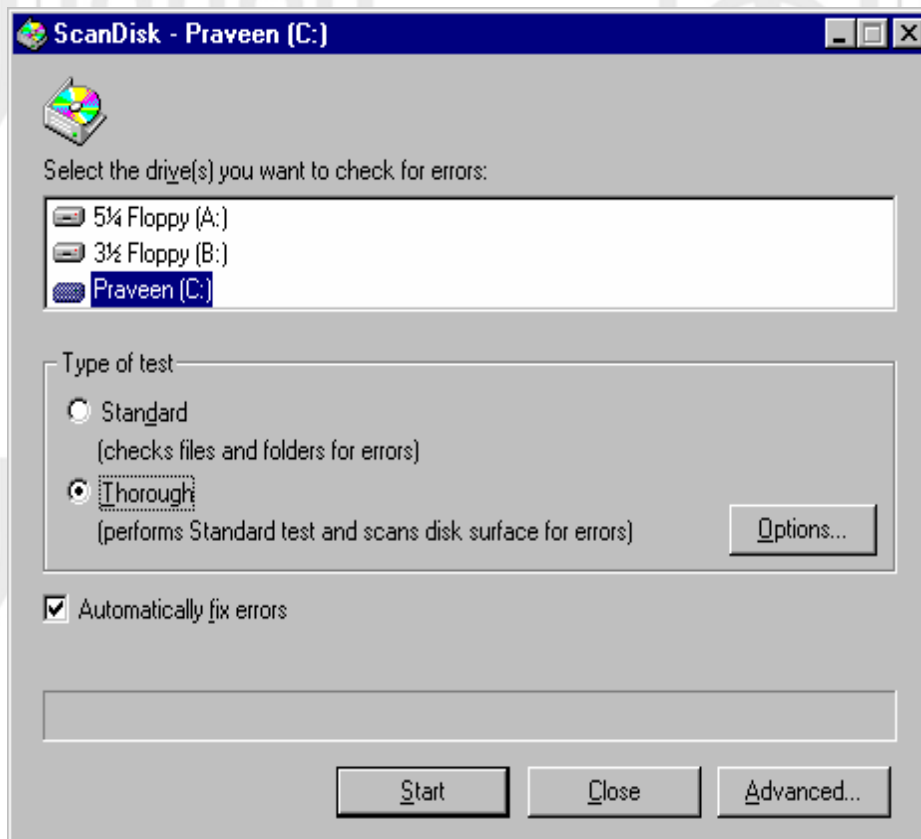 ScanDisk - Praveen (C:)
Select the drive(s) you want to check for errors:
5¼ Floppy (A:)
3½ Floppy (B:)
Praveen (C:)
Type of test
Standard
(checks files and folders for errors)
Thorough
(performs Standard test and scans disk surface for errors)
Options...
Automatically fix errors
Start Close Advanced...